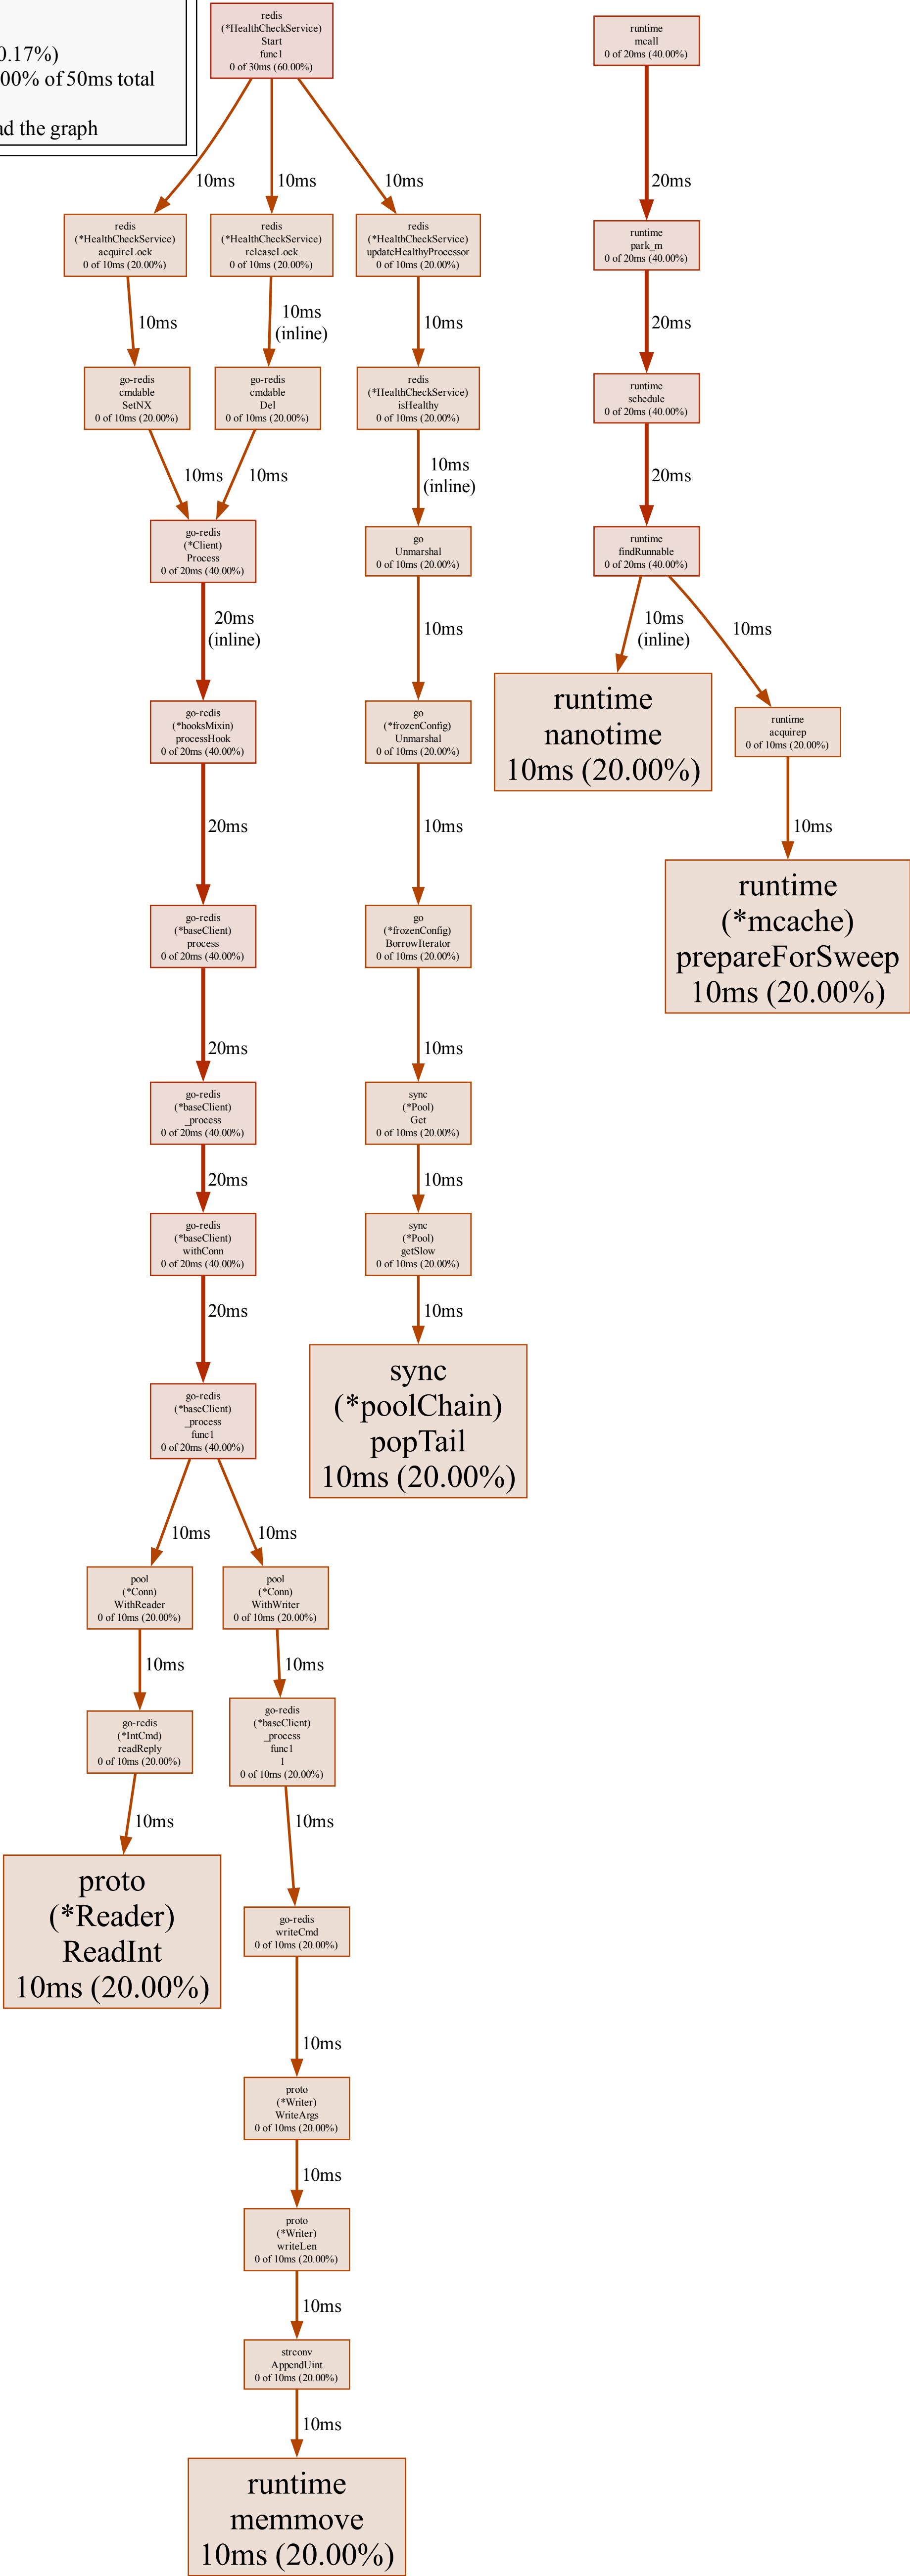 0.17%)
00% of 50ms total
ad the graph
redis
(*HealthCheckService)
Start
func1
0 of 30ms (60.00%)
runtime
mcall
0 of 20ms (40.00%)
10ms
10ms
10ms
20ms
redis
(*HealthCheckService)
acquireLock
0 of 10ms (20.00%)
redis
(*HealthCheckService)
releaseLock
0 of 10ms (20.00%)
redis
(*HealthCheckService)
updateHealthyProcessor
0 of 10ms (20.00%)
runtime
park_m
0 of 20ms (40.00%)
10ms
10ms
(inline)
10ms
20ms
go-redis
cmdable
SetNX
0 of 10ms (20.00%)
go-redis
cmdable
Del
0 of 10ms (20.00%)
redis
(*HealthCheckService)
isHealthy
0 of 10ms (20.00%)
runtime
schedule
0 of 20ms (40.00%)
10ms
10ms
10ms
(inline)
20ms
go-redis
(*Client)
Process
0 of 20ms (40.00%)
go
Unmarshal
0 of 10ms (20.00%)
runtime
findRunnable
0 of 20ms (40.00%)
20ms
(inline)
10ms
10ms
(inline)
10ms
go-redis
(*hooksMixin)
processHook
0 of 20ms (40.00%)
go
(*frozenConfig)
Unmarshal
0 of 10ms (20.00%)
runtime
nanotime
10ms (20.00%)
runtime
acquirep
0 of 10ms (20.00%)
20ms
10ms
10ms
go-redis
(*baseClient)
process
0 of 20ms (40.00%)
go
(*frozenConfig)
BorrowIterator
0 of 10ms (20.00%)
runtime
(*mcache)
prepareForSweep
10ms (20.00%)
20ms
10ms
go-redis
(*baseClient)
_process
0 of 20ms (40.00%)
sync
(*Pool)
Get
0 of 10ms (20.00%)
20ms
10ms
go-redis
(*baseClient)
withConn
0 of 20ms (40.00%)
sync
(*Pool)
getSlow
0 of 10ms (20.00%)
20ms
10ms
go-redis
(*baseClient)
_process
func1
0 of 20ms (40.00%)
sync
(*poolChain)
popTail
10ms (20.00%)
10ms
10ms
pool
(*Conn)
WithReader
0 of 10ms (20.00%)
pool
(*Conn)
WithWriter
0 of 10ms (20.00%)
10ms
10ms
go-redis
(*IntCmd)
readReply
0 of 10ms (20.00%)
go-redis
(*baseClient)
_process
func1
1
0 of 10ms (20.00%)
10ms
10ms
proto
(*Reader)
ReadInt
10ms (20.00%)
go-redis
writeCmd
0 of 10ms (20.00%)
10ms
proto
(*Writer)
WriteArgs
0 of 10ms (20.00%)
10ms
proto
(*Writer)
writeLen
0 of 10ms (20.00%)
10ms
strconv
AppendUint
0 of 10ms (20.00%)
10ms
runtime
memmove
10ms (20.00%)